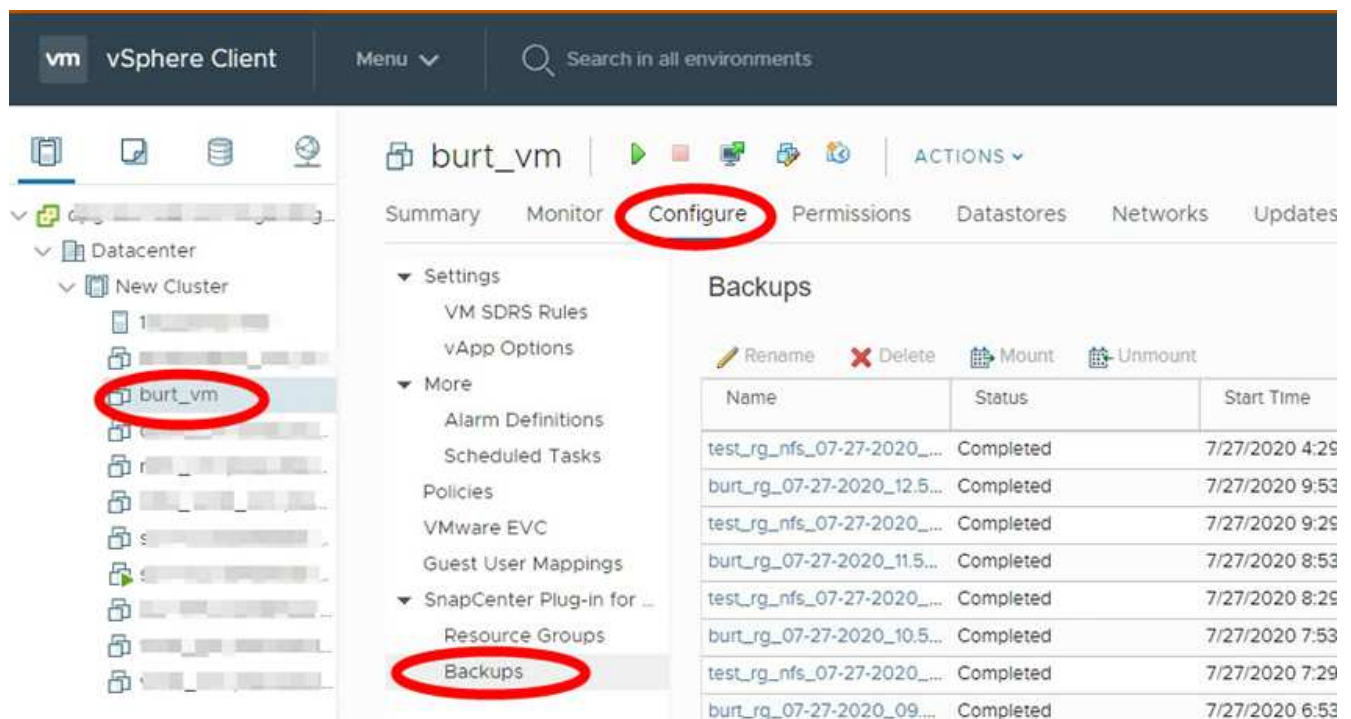 vm vSphere Client Menu Search in all environments
burt_vm ACTIONS
Summary Monitor Configure Permissions Datastores Networks Updates
Datacenter
New Cluster
1
burt_vm
Settings
VM SDRS Rules
vApp Options
More
Alarm Definitions
Scheduled Tasks
Policies
VMware EVC
Guest User Mappings
SnapCenter Plug-in for ...
Resource Groups
Backups
Backups
Rename Delete Mount Unmount
Name Status Start Time
test_rg_nfs_07-27-2020_... Completed 7/27/2020 4:29
burt_rg_07-27-2020_12.5... Completed 7/27/2020 9:53
test_rg_nfs_07-27-2020_... Completed 7/27/2020 9:29
burt_rg_07-27-2020_11.5... Completed 7/27/2020 8:53
test_rg_nfs_07-27-2020_... Completed 7/27/2020 8:29
burt_rg_07-27-2020_10.5... Completed 7/27/2020 7:53
test_rg_nfs_07-27-2020_... Completed 7/27/2020 7:29
burt_rg_07-27-2020_09.... Completed 7/27/2020 6:53